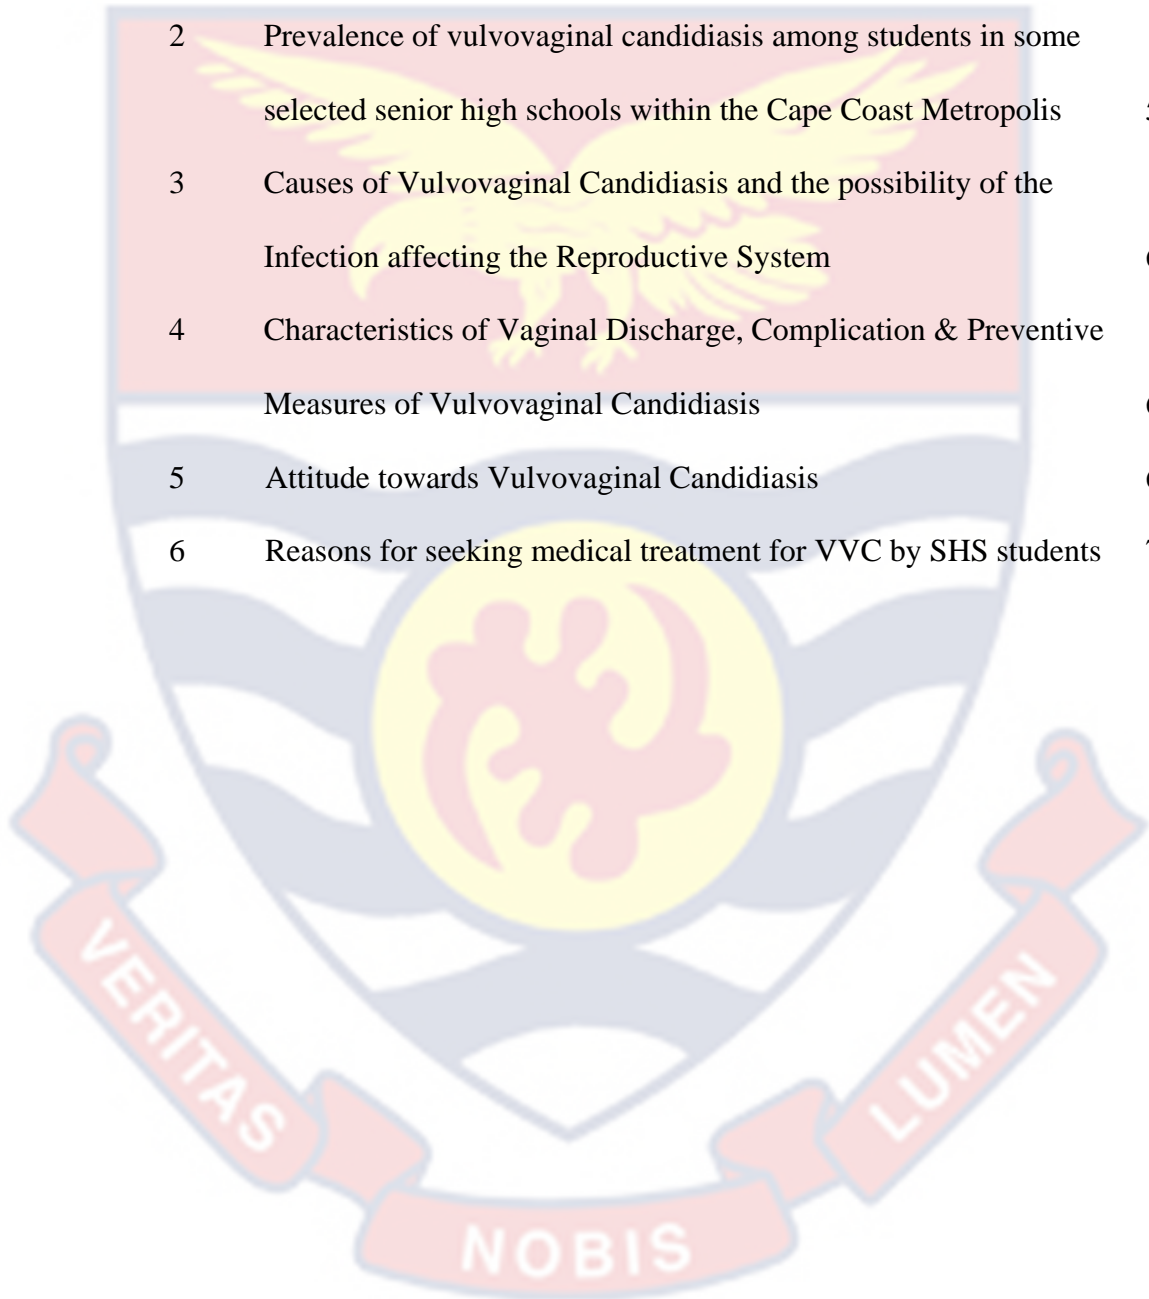 2 Prevalence of vulvovaginal candidiasis among students in some
selected senior high schools within the Cape Coast Metropolis
3 Causes of Vulvovaginal Candidiasis and the possibility of the
Infection affecting the Reproductive System
4 Characteristics of Vaginal Discharge, Complication & Preventive
Measures of Vulvovaginal Candidiasis
5 Attitude towards Vulvovaginal Candidiasis
6 Reasons for seeking medical treatment for VVC by SHS students
VERITAS
NOBIS
LUMEN